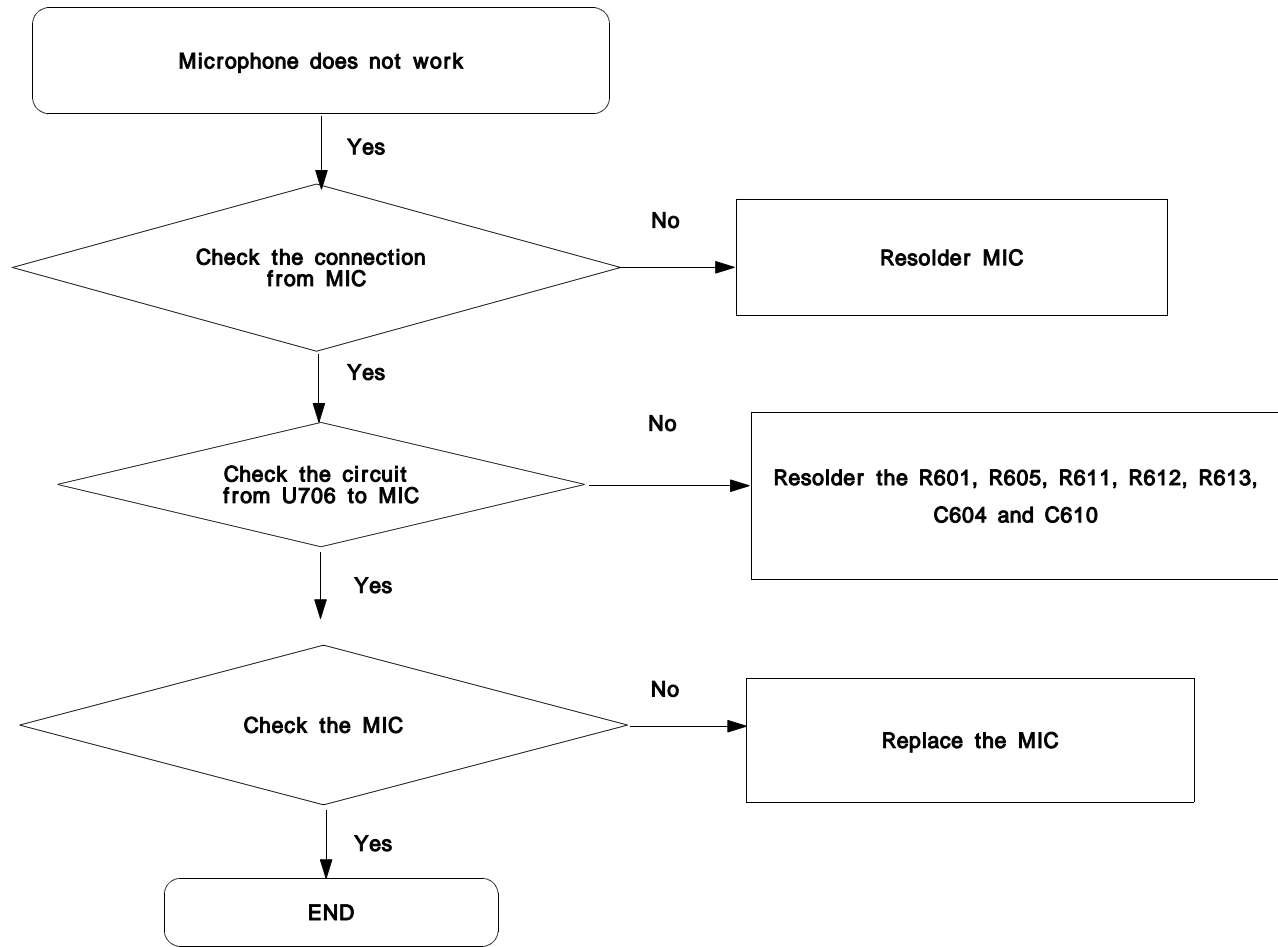 Microphone does not work
Yes
Check the connection
from MIC
No
Resolder MIC
Yes
Check the circuit
from U706 to MIC
No
Resolder the R601, R605, R611, R612, R613,
C604 and C610
Yes
Check the MIC
No
Replace the MIC
Yes
END